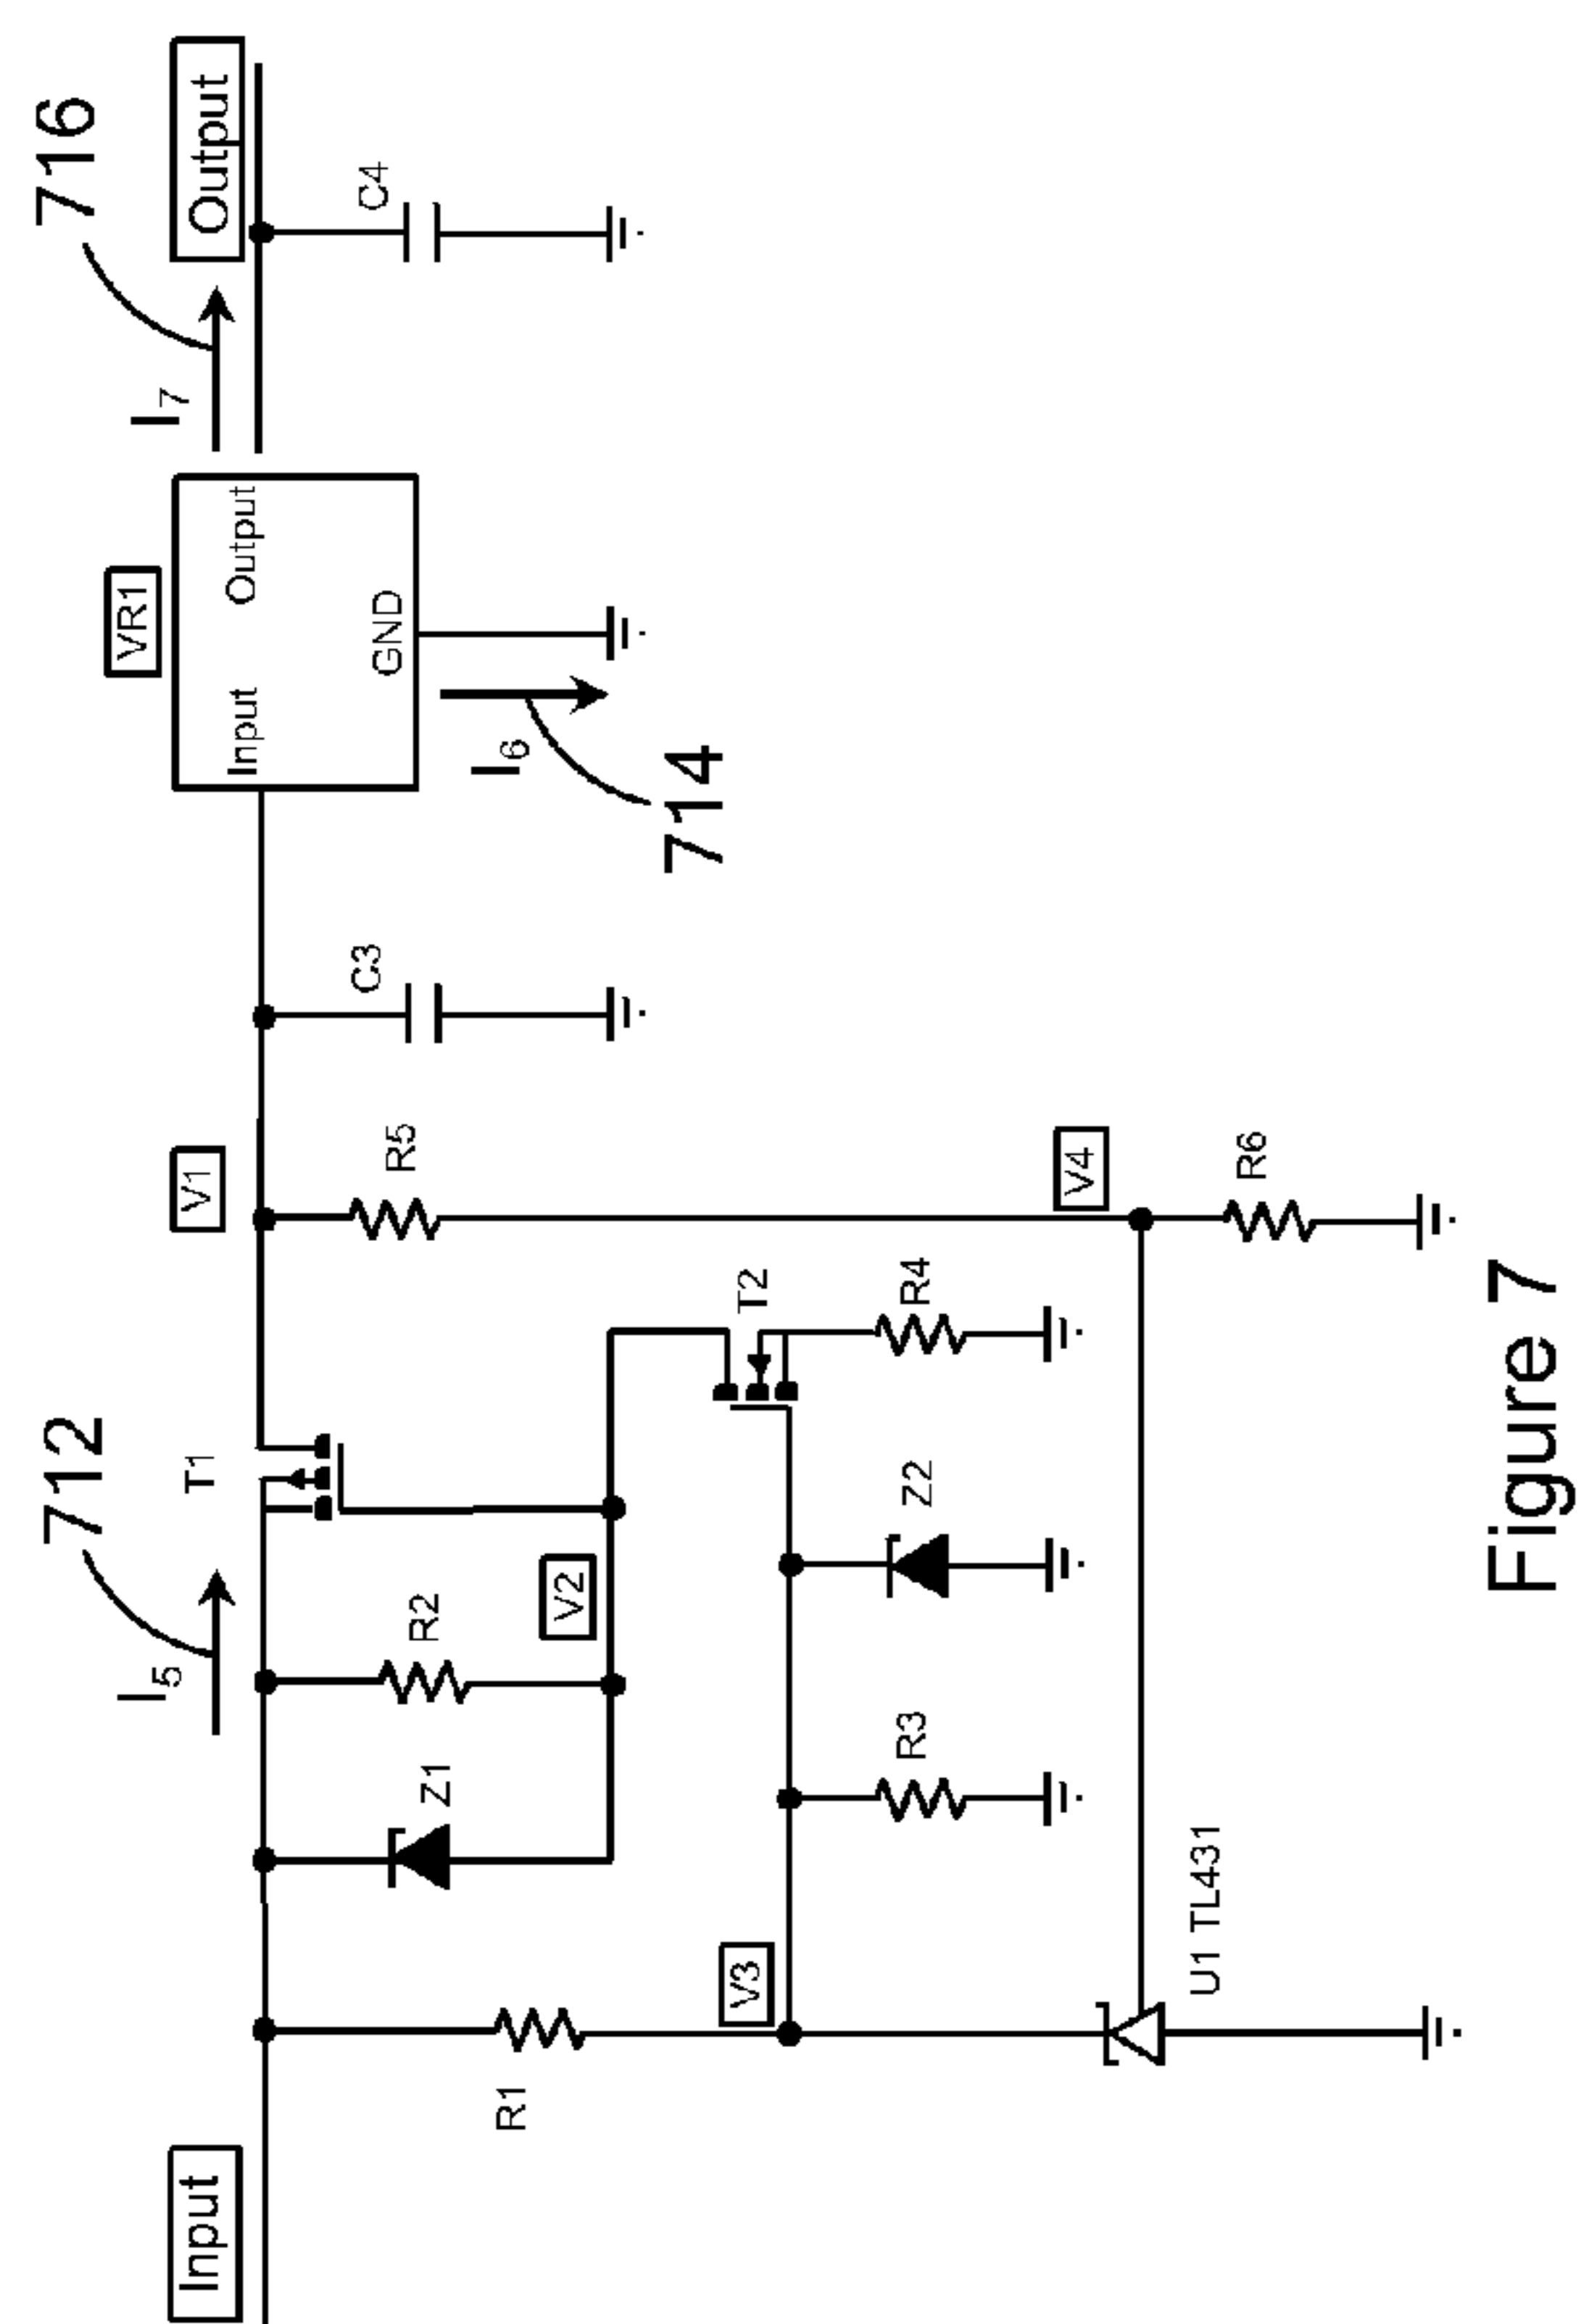 716
Output
I7
C4
VR1
Input
Output
GND
I6
714
C3
V1
R5
V4
R6
712
T1
I5
R2
Z1
V2
T2
R4
Z2
R3
V3
U1 TL431
R1
Input
Figure 7